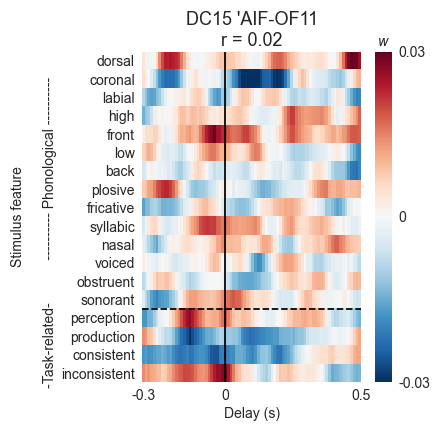 DC15 'AIF-OF11
r = 0.02
w
Stimulus feature
-Task-related- ---------- Phonological ----------
dorsal
coronal
labial
high
front
low
back
plosive
fricative
syllabic
nasal
voiced
obstruent
sonorant
perception
production
consistent
inconsistent
0.03
0
-0.03
-0.3 0 0.5
Delay (s)